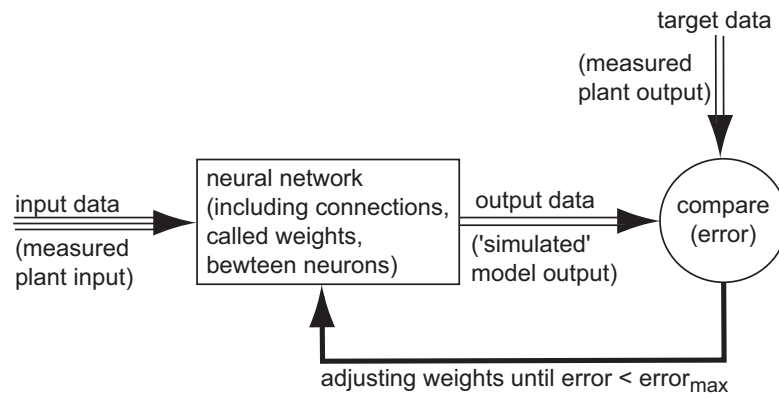 target data
(measured
plant output)
input data
(measured
plant input)
neural network
(including connections,
called weights,
bewteen neurons)
output data
('simulated'
model output)
compare
(error)
adjusting weights until error < error_max